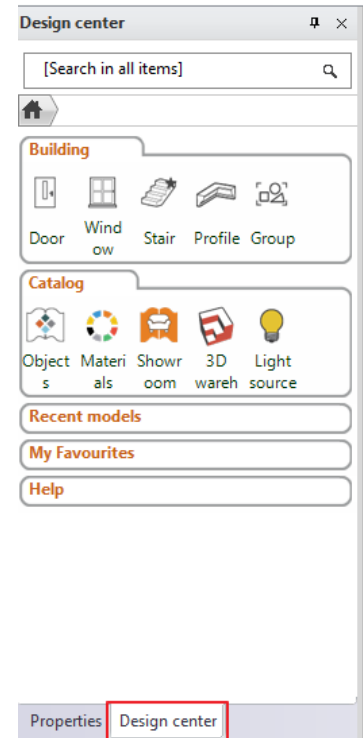 Design center
[Search in all items]
Building
Door Wind
ow Stair Profile Group
Catalog
Object
s Materi
als Showr
oom 3D
wareh Light
source
Recent models
My Favourites
Help
Properties Design center